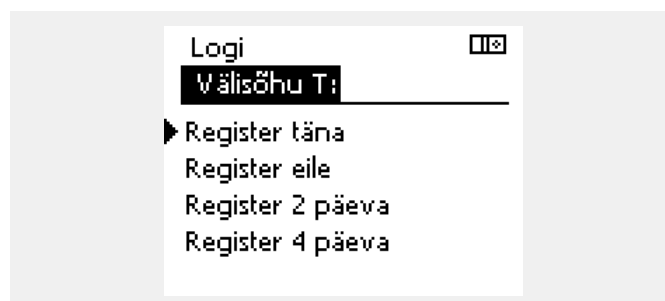 Logi
Välisõhu T:
Register täna
Register eile
Register 2 päeva
Register 4 päeva